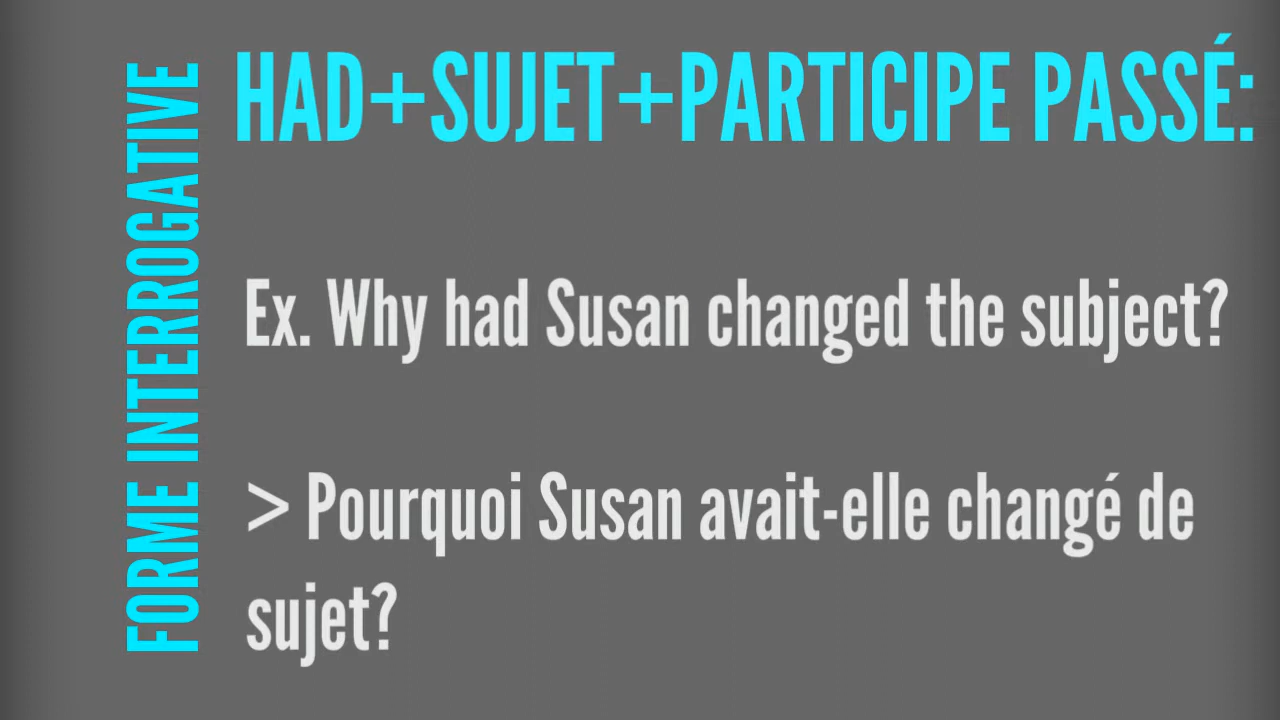 FORME INTERROGATIVE
HAD+SUJET+PARTICIPE PASSÉ:
Ex. Why had Susan changed the subject?
> Pourquoi Susan avait-elle changé de
sujet?